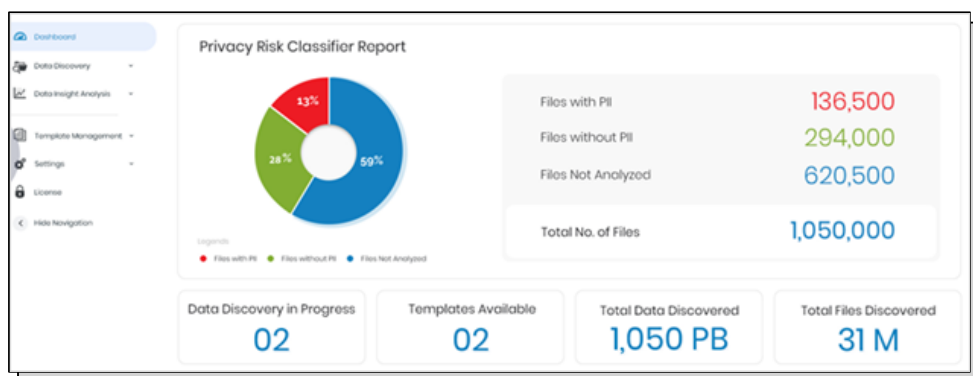 Dashboard
Data Discovery
Data Insight Analysis
Template Management
Settings
License
Hide Navigation
Privacy Risk Classifier Report
13%
28%
59%
Legends
Files with PII
Files without PII
Files Not Analyzed
Files with PII 136,500
Files without PII 294,000
Files Not Analyzed 620,500
Total No. of Files 1,050,000
Data Discovery in Progress
02
Templates Available
02
Total Data Discovered
1,050 PB
Total Files Discovered
31 M